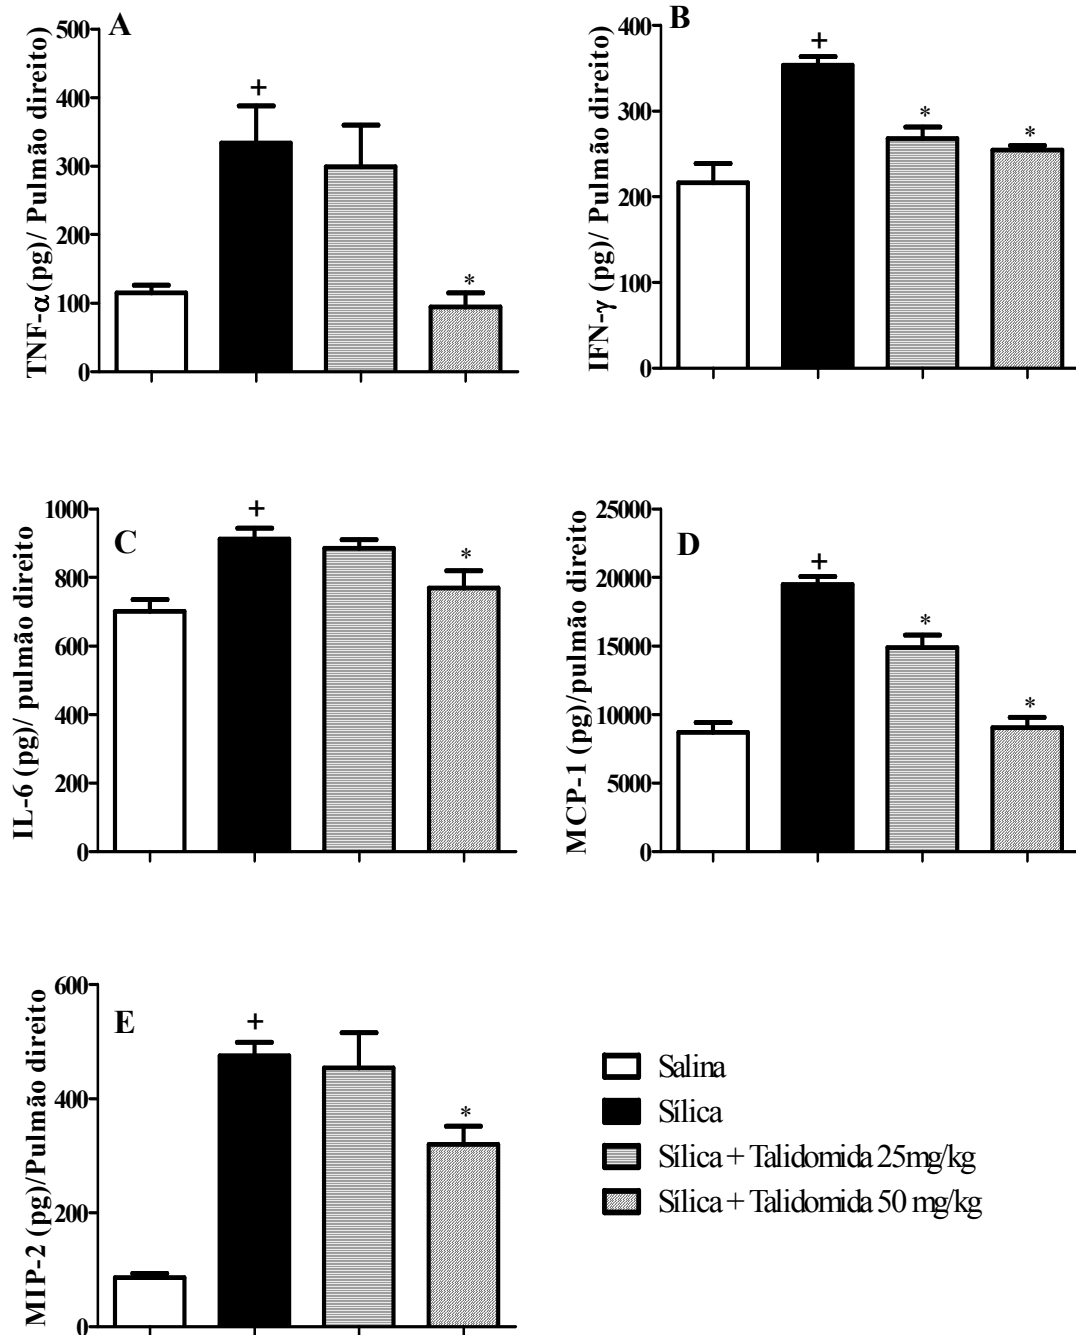 A
TNF-α(pg)/ Pulmão direito)
500
400
300
200
100
0
+
*
B
IFN-γ (pg)/ Pulmão direito)
400
300
200
100
0
+
*
*
C
IL-6 (pg)/ pulmão direito
1000
800
600
400
200
0
+
*
D
MCP-1 (pg)/pulmão direito
25000
20000
15000
10000
5000
0
+
*
*
E
MIP-2 (pg)/Pulmão direito
600
400
200
0
+
*
Salina
Sílica
Sílica + Talidomida 25mg/kg
Sílica + Talidomida 50 mg/kg